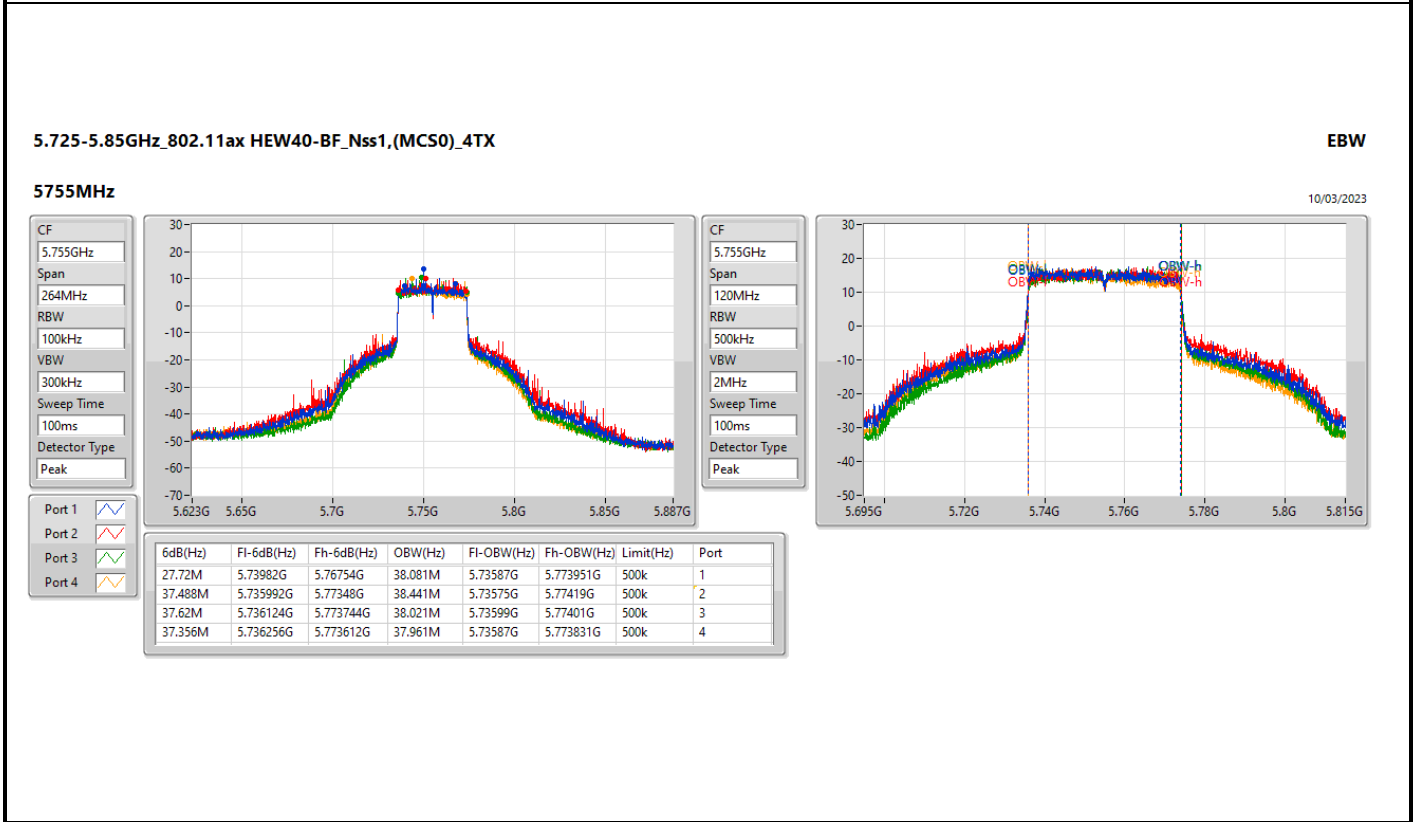 5.725-5.85GHz_802.11ax HEW40-BF_Nss1,(MCS0)_4TX
EBW
5755MHz
10/03/2023
CF
5.755GHz
Span
264MHz
RBW
100kHz
VBW
300kHz
Sweep Time
100ms
Detector Type
Peak
30
20
10
0
-10
-20
-30
-40
-50
-60
-70
5.623G 5.65G 5.7G 5.75G 5.8G 5.85G 5.887G
CF
5.755GHz
Span
120MHz
RBW
500kHz
VBW
2MHz
Sweep Time
100ms
Detector Type
Peak
30
20
10
0
-10
-20
-30
-40
-50
OBW-h
5.695G 5.72G 5.74G 5.76G 5.78G 5.8G 5.815G
Port 1
Port 2
Port 3
Port 4
6dB(Hz) Fl-6dB(Hz) Fh-6dB(Hz) OBW(Hz) Fl-OBW(Hz) Fh-OBW(Hz) Limit(Hz) Port
27.72M 5.73982G 5.76754G 38.081M 5.73587G 5.773951G 500k 1
37.488M 5.735992G 5.77348G 38.441M 5.73575G 5.77419G 500k 2
37.62M 5.736124G 5.773744G 38.021M 5.73599G 5.77401G 500k 3
37.356M 5.736256G 5.773612G 37.961M 5.73587G 5.773831G 500k 4